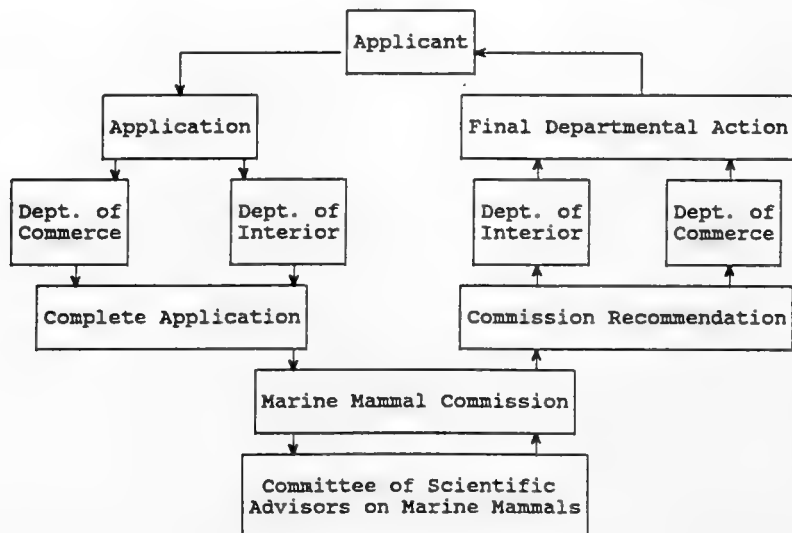 Applicant
Application
Final Departmental Action
Dept. of
Commerce
Dept. of
Interior
Dept. of
Interior
Dept. of
Commerce
Complete Application
Commission Recommendation
Marine Mammal Commission
Committee of Scientific
Advisors on Marine Mammals